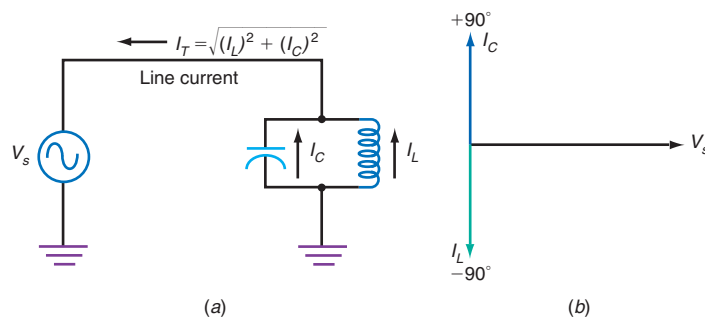 I_T = √(I_L)² + (I_C)²
Line current
V_s
I_C
I_L
(a)
+90°
I_C
V_s
I_L
−90°
(b)